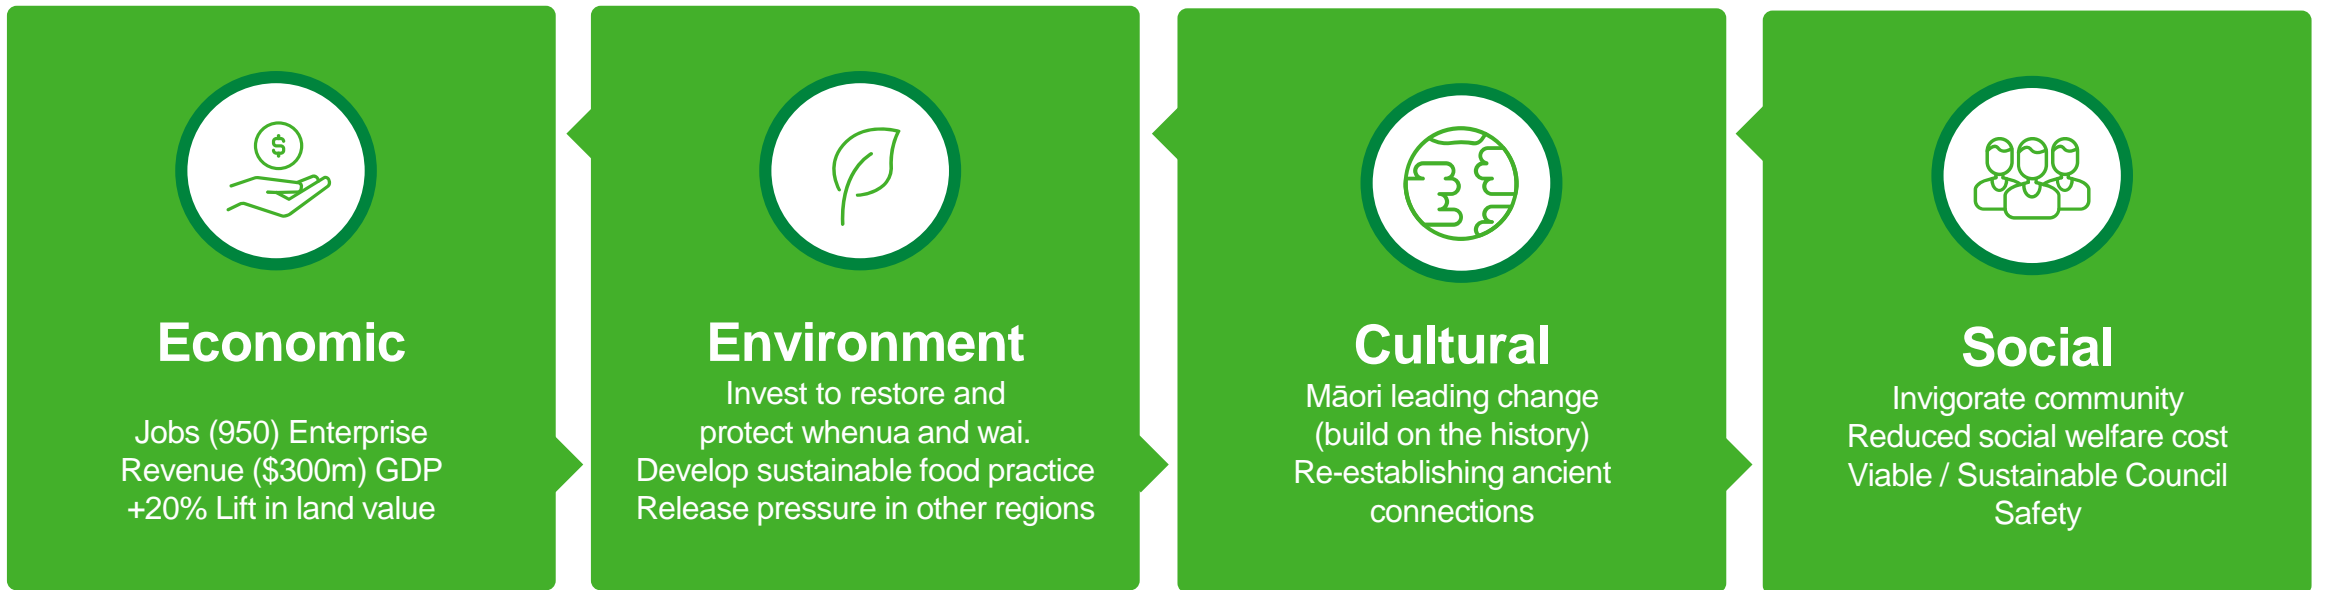 $
Economic
Jobs (950) Enterprise
Revenue ($300m) GDP
+20% Lift in land value
Environment
Invest to restore and
protect whenua and wai.
Develop sustainable food practice
Release pressure in other regions
Cultural
Māori leading change
(build on the history)
Re-establishing ancient
connections
Social
Invigorate community
Reduced social welfare cost
Viable / Sustainable Council
Safety